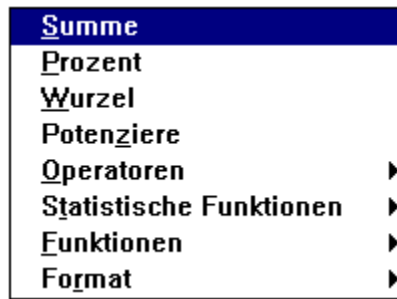 Summe
Prozent
Wurzel
Potenziere
Operatoren
Statistische Funktionen
Funktionen
Format